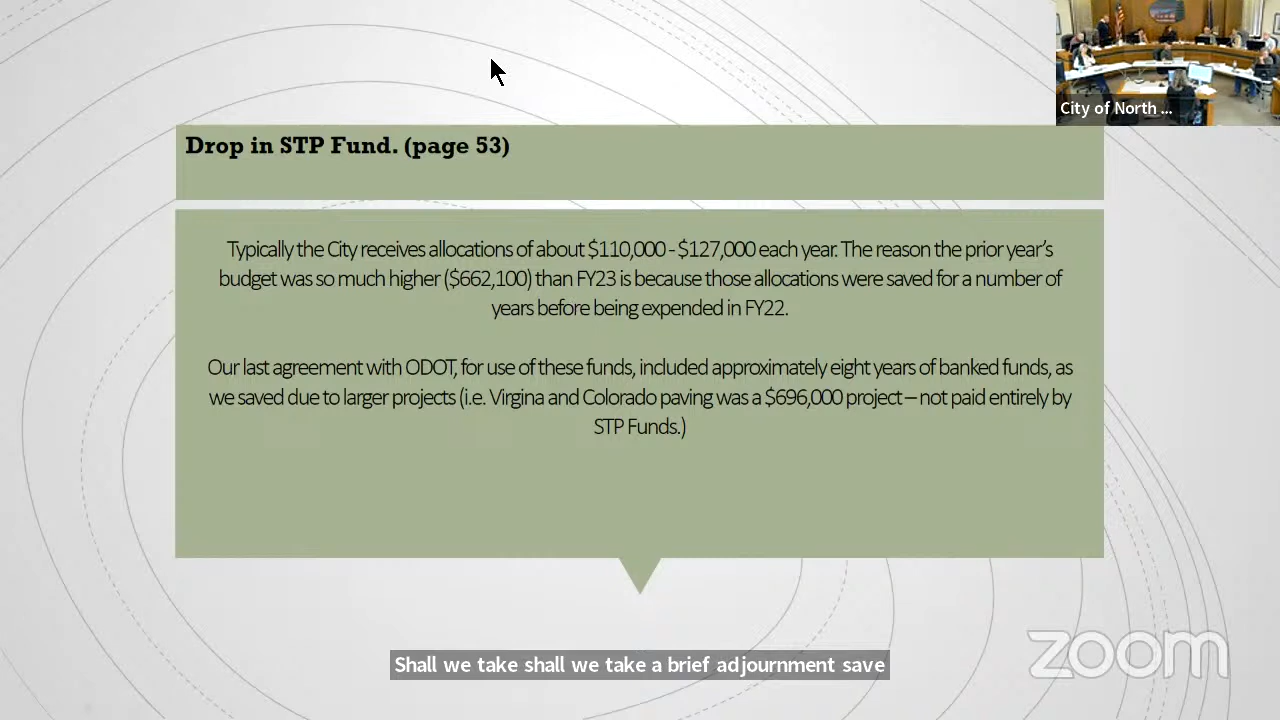 City of North ...
Drop in STP Fund. (page 53)
Typically the City receives allocations of about $110,000 - $127,000 each year. The reason the prior year's
budget was so much higher ($662,100) than FY23 is because those allocations were saved for a number of
years before being expended in FY22.
Our last agreement with ODOT, for use of these funds, included approximately eight years of banked funds, as
we saved due to larger projects (i.e. Virgina and Colorado paving was a $696,000 project – not paid entirely by
STP Funds.)
Shall we take shall we take a brief adjournment save
zoom